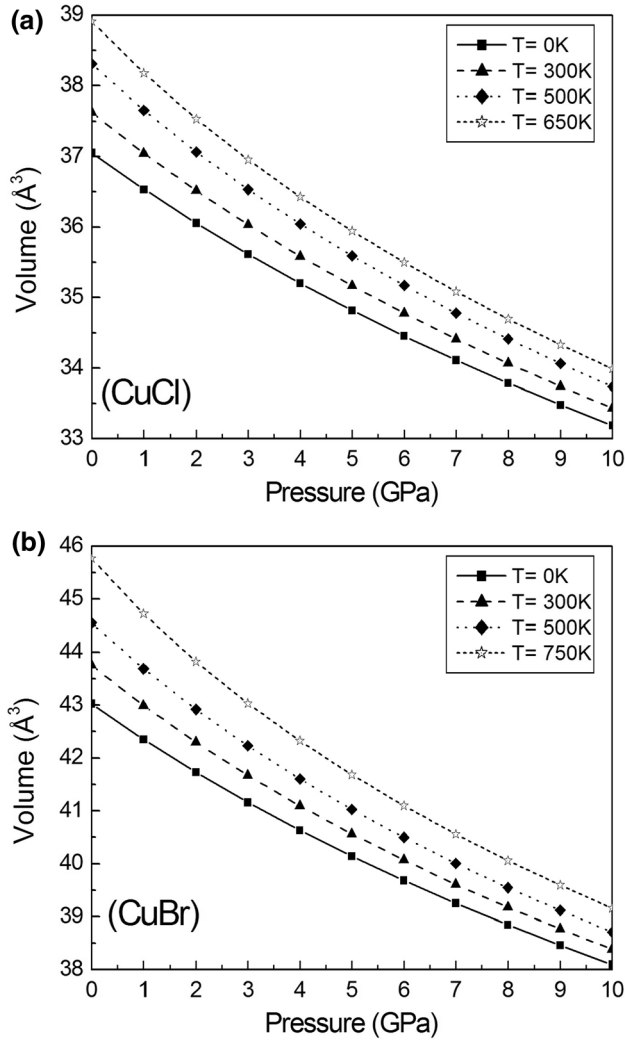 (a)
39
38
37
36
35
34
33
Volume (Å³)
T= 0K
T= 300K
T= 500K
T= 650K
(CuCl)
0 1 2 3 4 5 6 7 8 9 10
Pressure (GPa)
(b)
46
45
44
43
42
41
40
39
38
Volume (Å³)
T= 0K
T= 300K
T= 500K
T= 750K
(CuBr)
0 1 2 3 4 5 6 7 8 9 10
Pressure (GPa)